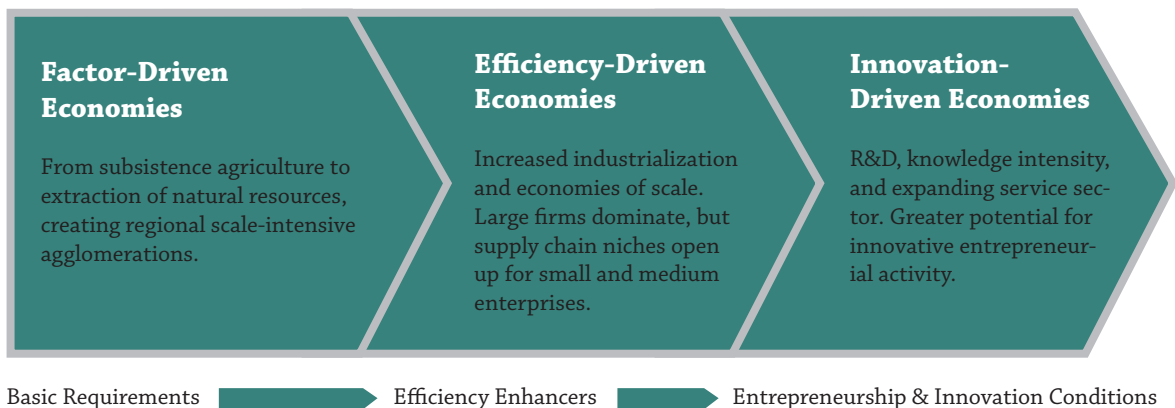 Factor-Driven
Economies
From subsistence agriculture to
extraction of natural resources,
creating regional scale-intensive
agglomerations.
Efficiency-Driven
Economies
Increased industrialization
and economies of scale.
Large firms dominate, but
supply chain niches open
up for small and medium
enterprises.
Innovation-
Driven Economies
R&D, knowledge intensity,
and expanding service sec-
tor. Greater potential for
innovative entrepreneur-
ial activity.
Basic Requirements
Efficiency Enhancers
Entrepreneurship & Innovation Conditions